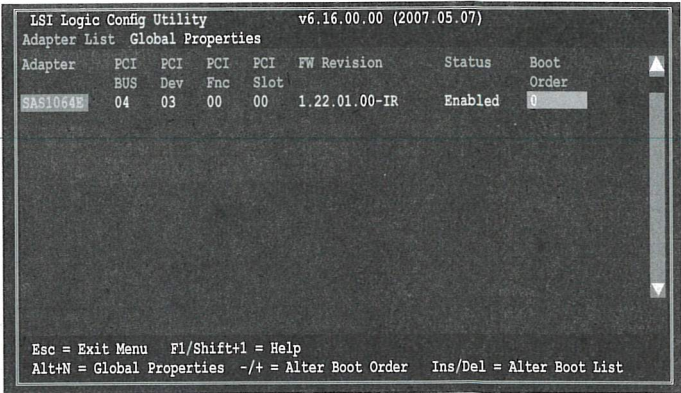 LSI Logic Config Utility v6.16.00.00 (2007.05.07)
Adapter List Global Properties
Adapter PCI PCI PCI PCI FW Revision Status Boot
BUS Dev Fnc Slot Order
SAS1064E 04 03 00 00 1.22.01.00-IR Enabled 0
Esc = Exit Menu F1/Shift+1 = Help
Alt+N = Global Properties -/+ = Alter Boot Order Ins/Del = Alter Boot List